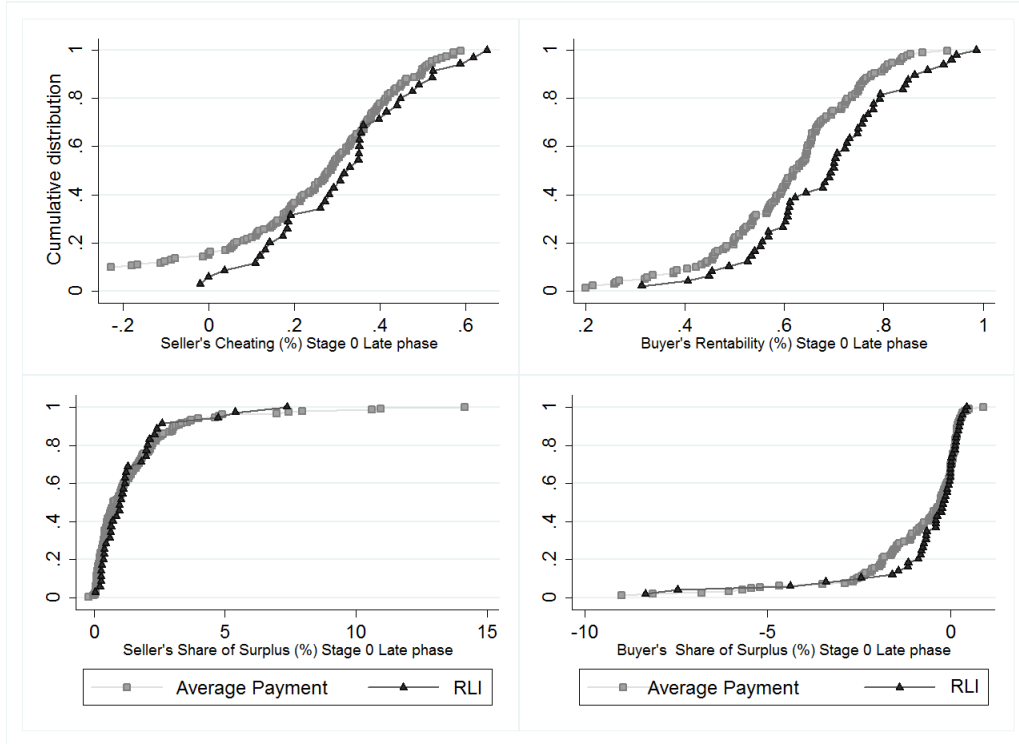 Cumulative distribution
0 .2 .4 .6 .8 1
-.2 0 .2 .4 .6
Seller's Cheating (%) Stage 0 Late phase
0 .2 .4 .6 .8 1
.2 .4 .6 .8 1
Buyer's Rentability (%) Stage 0 Late phase
0 .2 .4 .6 .8 1
0 5 10 15
Seller's Share of Surplus (%) Stage 0 Late phase
Average Payment RLI
0 .2 .4 .6 .8 1
-10 -5 0
Buyer's Share of Surplus (%) Stage 0 Late phase
Average Payment RLI